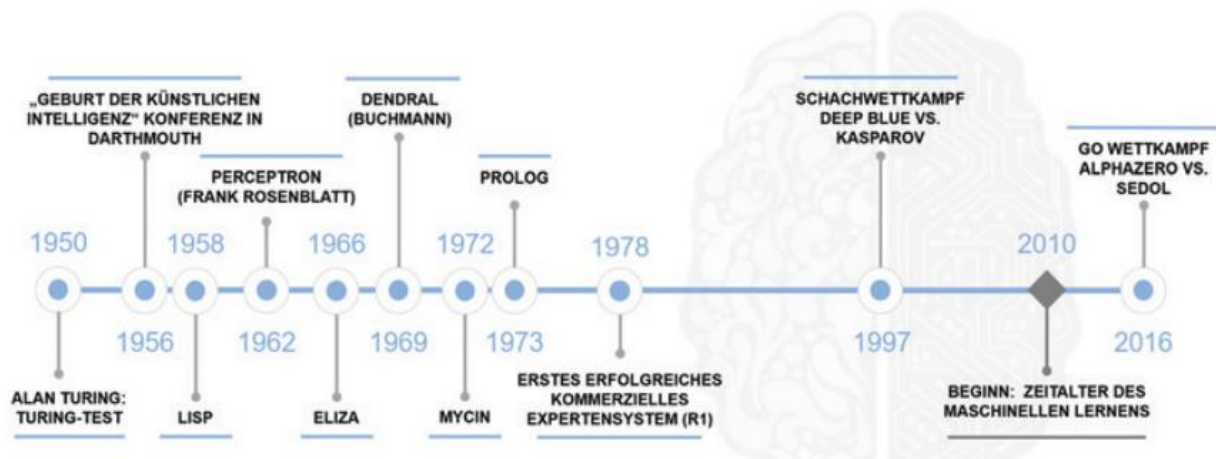 „GEBURT DER KÜNSTLICHEN
INTELLIGENZ“ KONFERENZ IN
DARTHMOUTH
DENDRAL
(BUCHMANN)
SCHACHWETTKAMPF
DEEP BLUE VS.
KASPAROV
GO WETTKAMPF
ALPHAZERO VS.
SEDOL
PERCEPTRON
(FRANK ROSENBLATT)
PROLOG
1950
1958
1966
1972
1978
2010
1956
1962
1969
1973
1997
2016
ALAN TURING:
TURING-TEST
LISP
ELIZA
MYCIN
ERSTES ERFOLGREICHES
KOMMERZIELLES
EXPERTENSYSTEM (R1)
BEGINN: ZEITALTER DES
MASCHINELLEN LERNENS